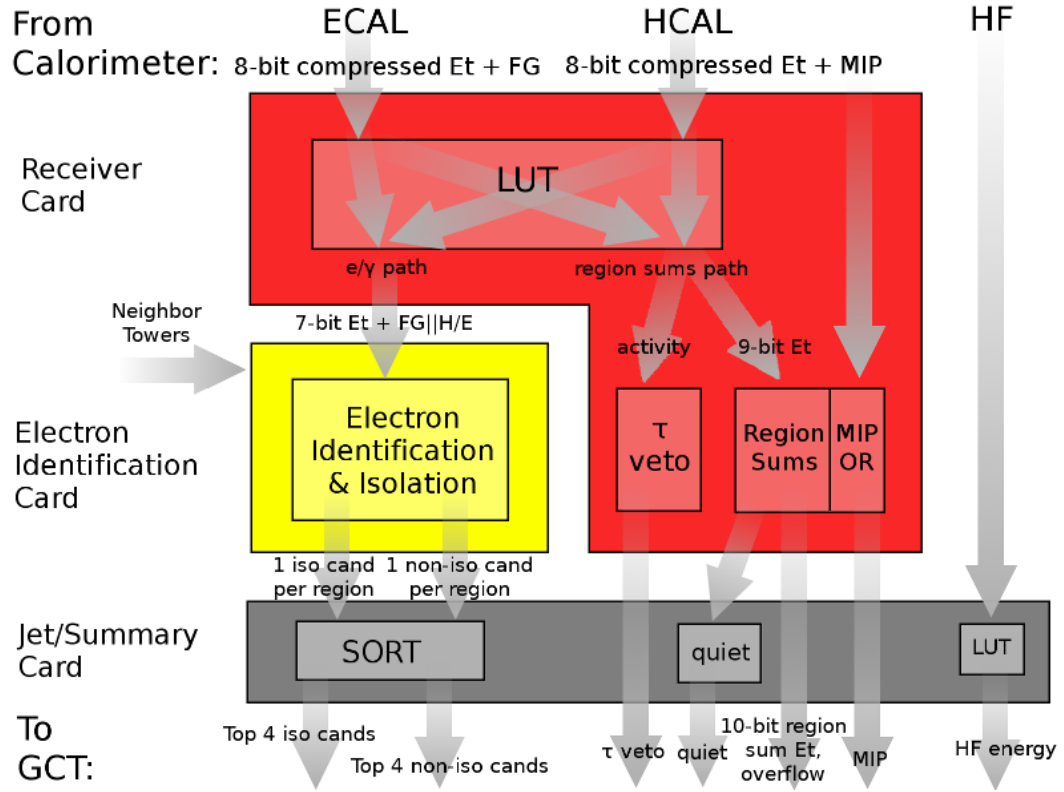 From
Calorimeter:
ECAL
HCAL
HF
8-bit compressed Et + FG
8-bit compressed Et + MIP
Receiver
Card
LUT
e/γ path
region sums path
Neighbor
Towers
7-bit Et + FG||H/E
activity
9-bit Et
Electron
Identification
Card
Electron
Identification
& Isolation
τ
veto
Region
Sums
MIP
OR
1 iso cand
per region
1 non-iso cand
per region
Jet/Summary
Card
SORT
quiet
LUT
To
GCT:
Top 4 iso cands
Top 4 non-iso cands
τ veto
quiet
10-bit region
sum Et,
overflow
MIP
HF energy